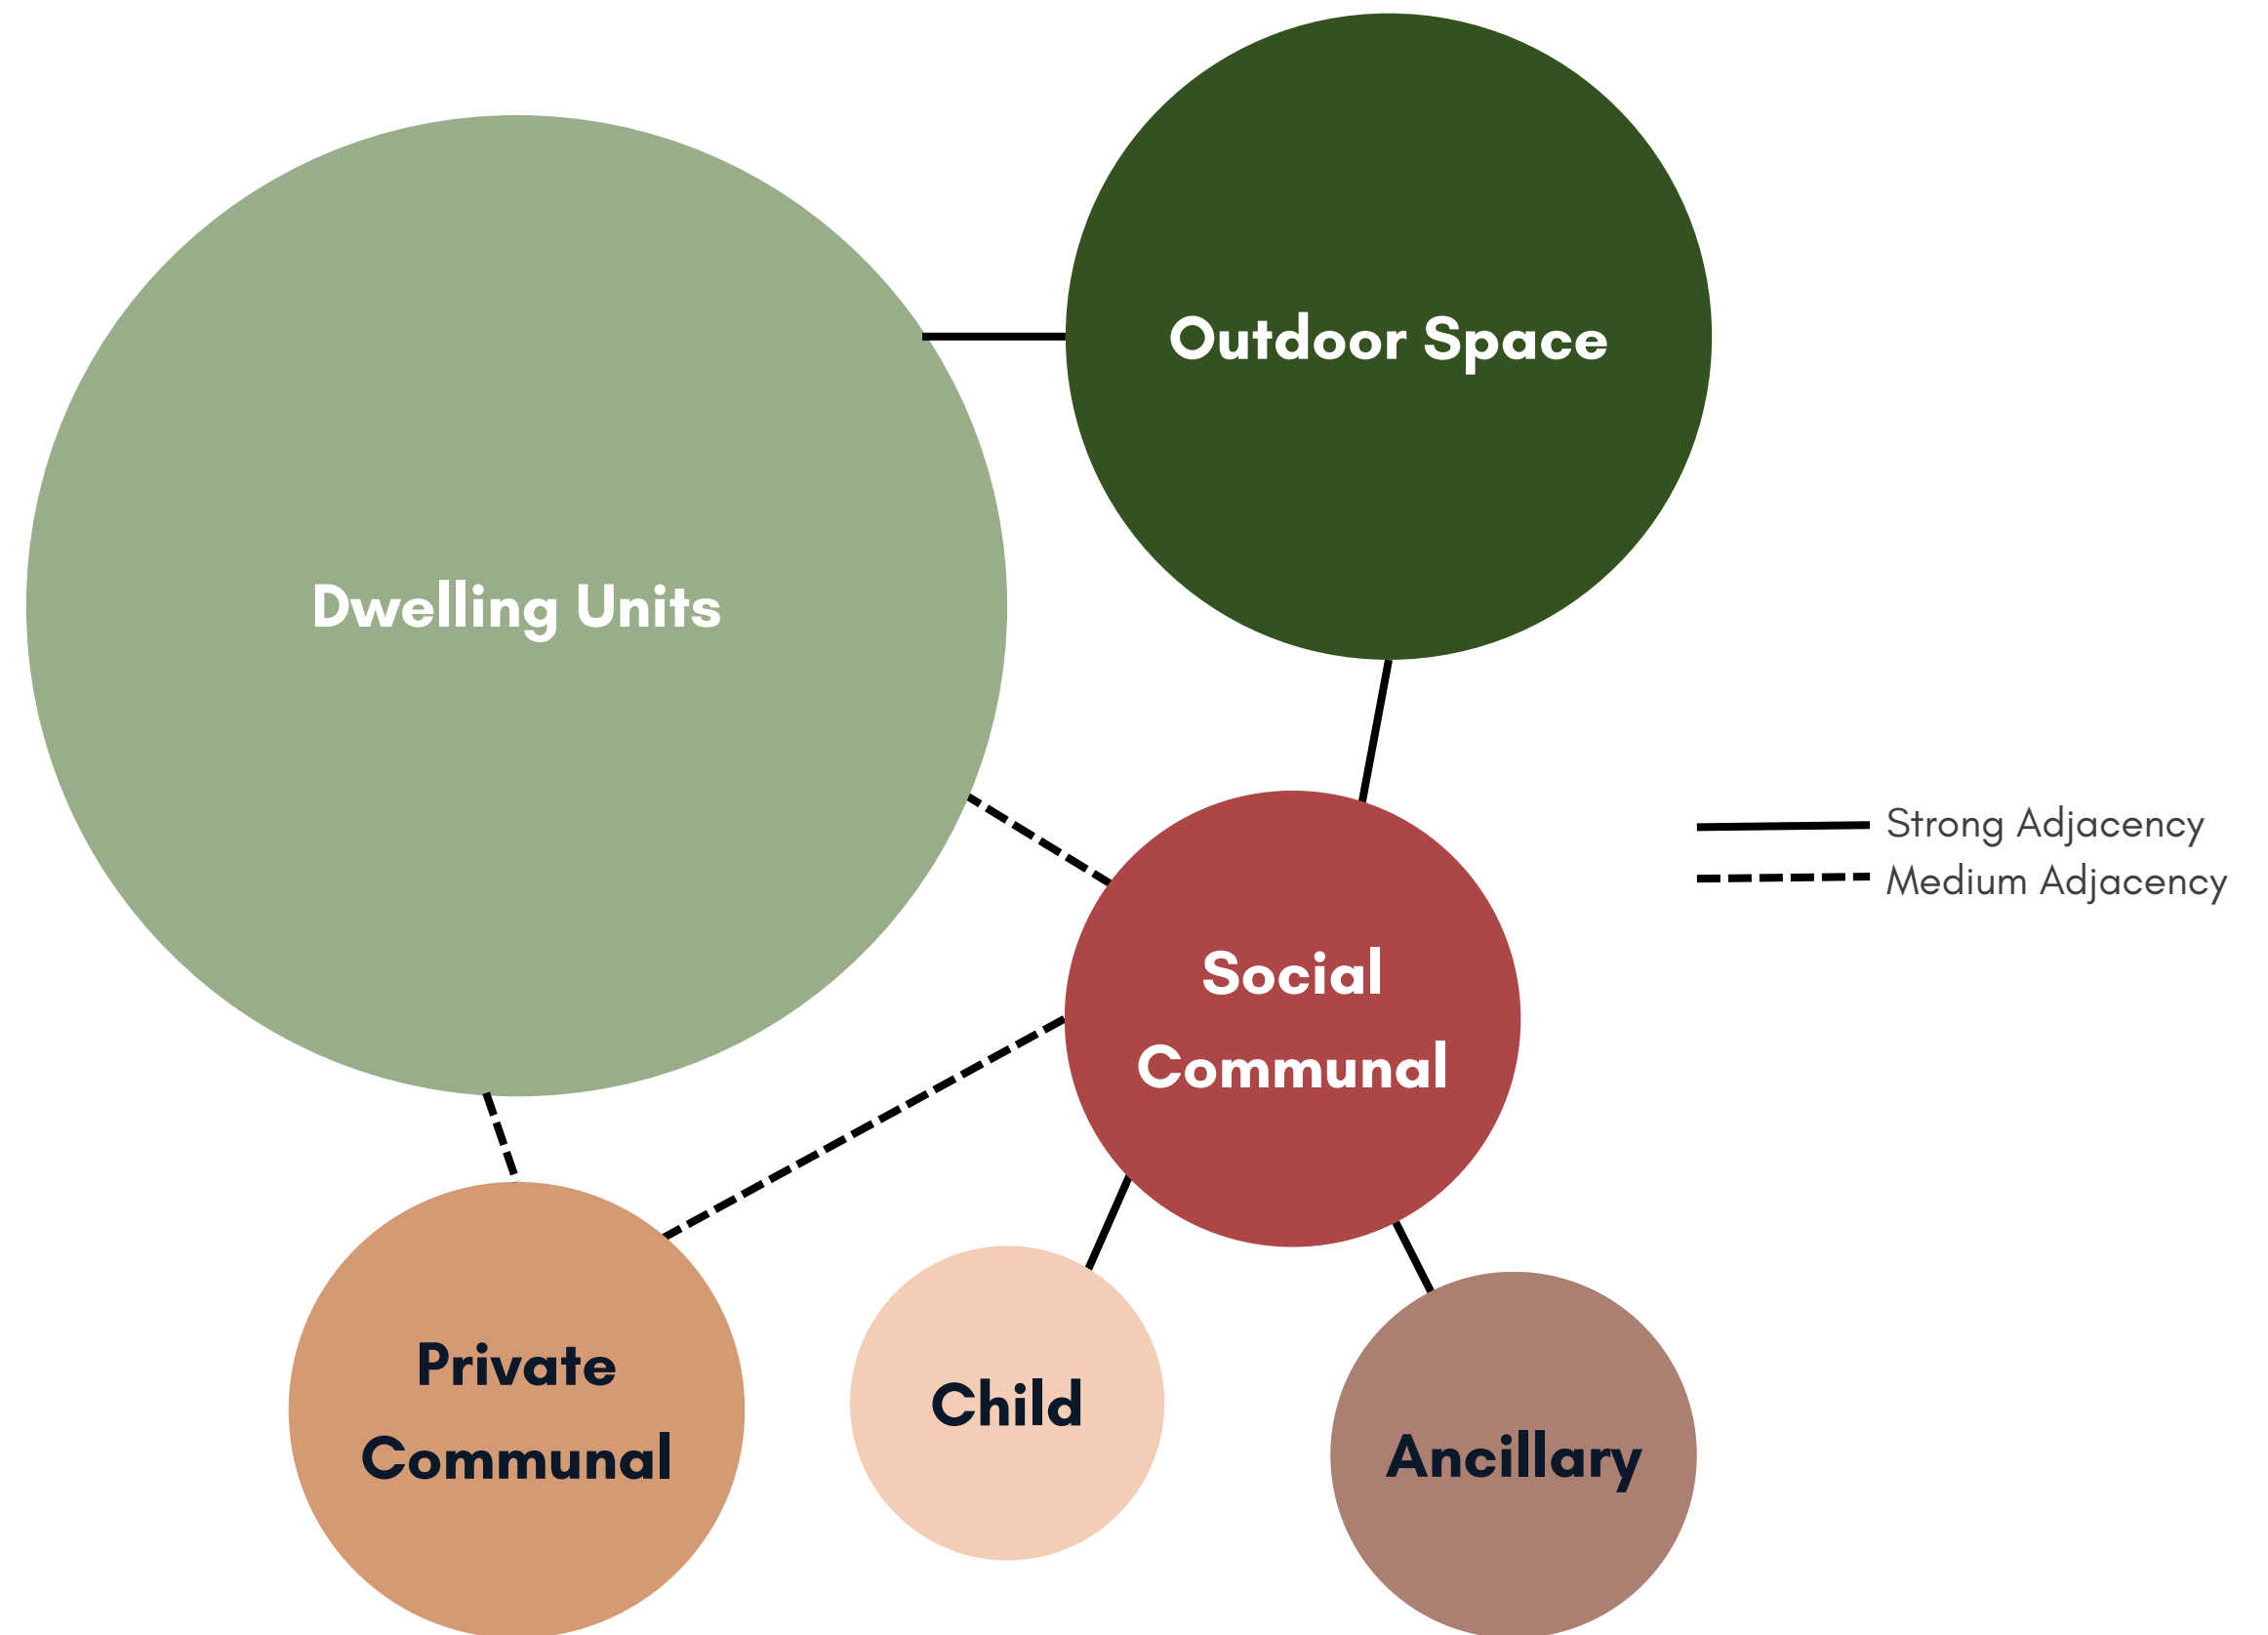 Outdoor Space
Dwelling Units
Strong Adjacency
Medium Adjacency
Social
Communal
Private
Communal
Child
Ancillary